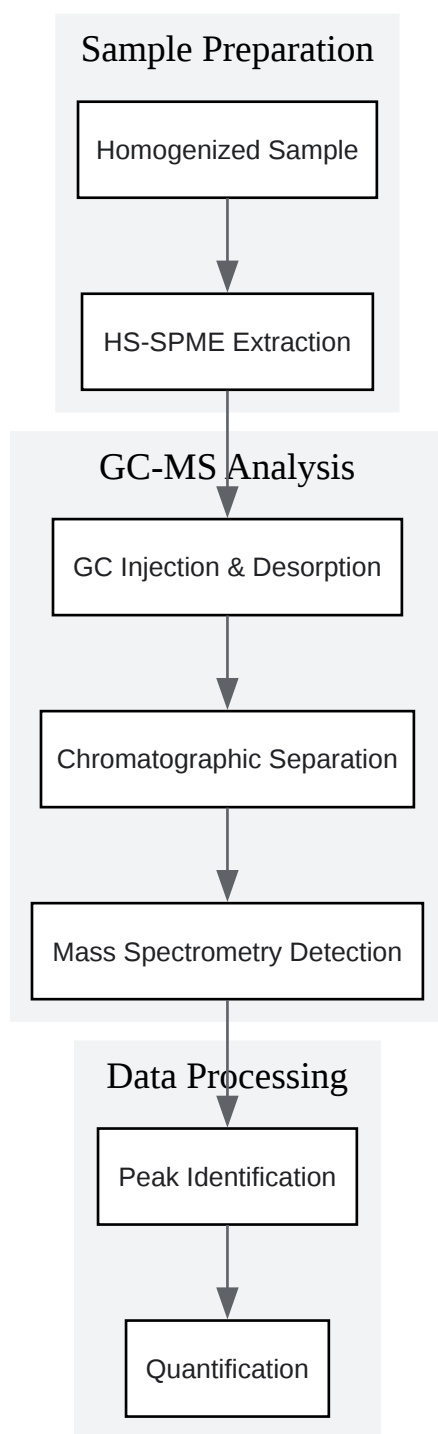 Sample Preparation
Homogenized Sample
HS-SPME Extraction
GC-MS Analysis
GC Injection & Desorption
Chromatographic Separation
Mass Spectrometry Detection
Data Processing
Peak Identification
Quantification